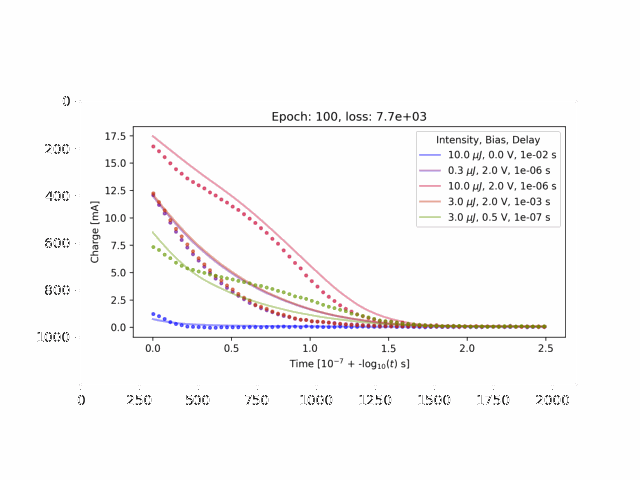 Epoch: 100, loss: 7.7e+03
Intensity, Bias, Delay
10.0 μJ, 0.0 V, 1e-02 s
0.3 μJ, 2.0 V, 1e-06 s
10.0 μJ, 2.0 V, 1e-06 s
3.0 μJ, 2.0 V, 1e-03 s
3.0 μJ, 0.5 V, 1e-07 s
Charge [mA]
17.5
15.0
12.5
10.0
7.5
5.0
2.5
0.0
0.0 0.5 1.0 1.5 2.0 2.5
Time [10⁻⁷ + -log₁₀(t) s]
0
200
400
600
800
1000
0 250 500 750 1000 1250 1500 1750 2000